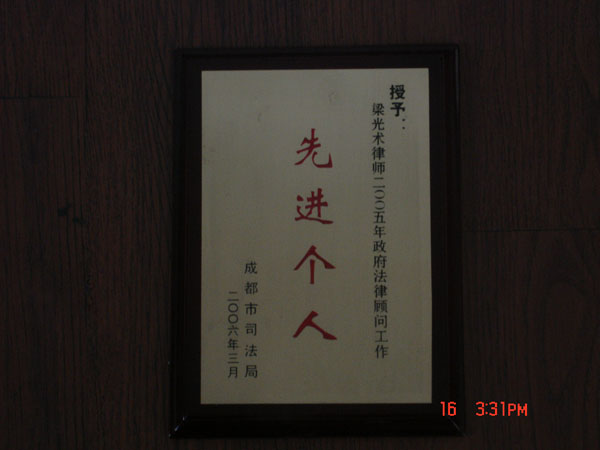 授予：
梁光术律师二〇〇五年政府法律顾问工作
先进个人
成都市司法局
二〇〇六年三月
16 3:31PM